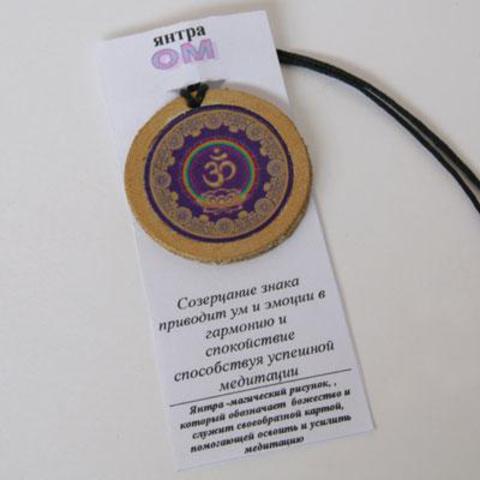 янтра
ОМ
ॐ
Созерцание знака
приводит ум и эмоции в
гармонию и
спокойствие
способствуя успешной
медитации
Янтра -магический рисунок, ,
который обозначает божество и
служит своеобразной картой,
помогающей освоить и усилить
медитацию